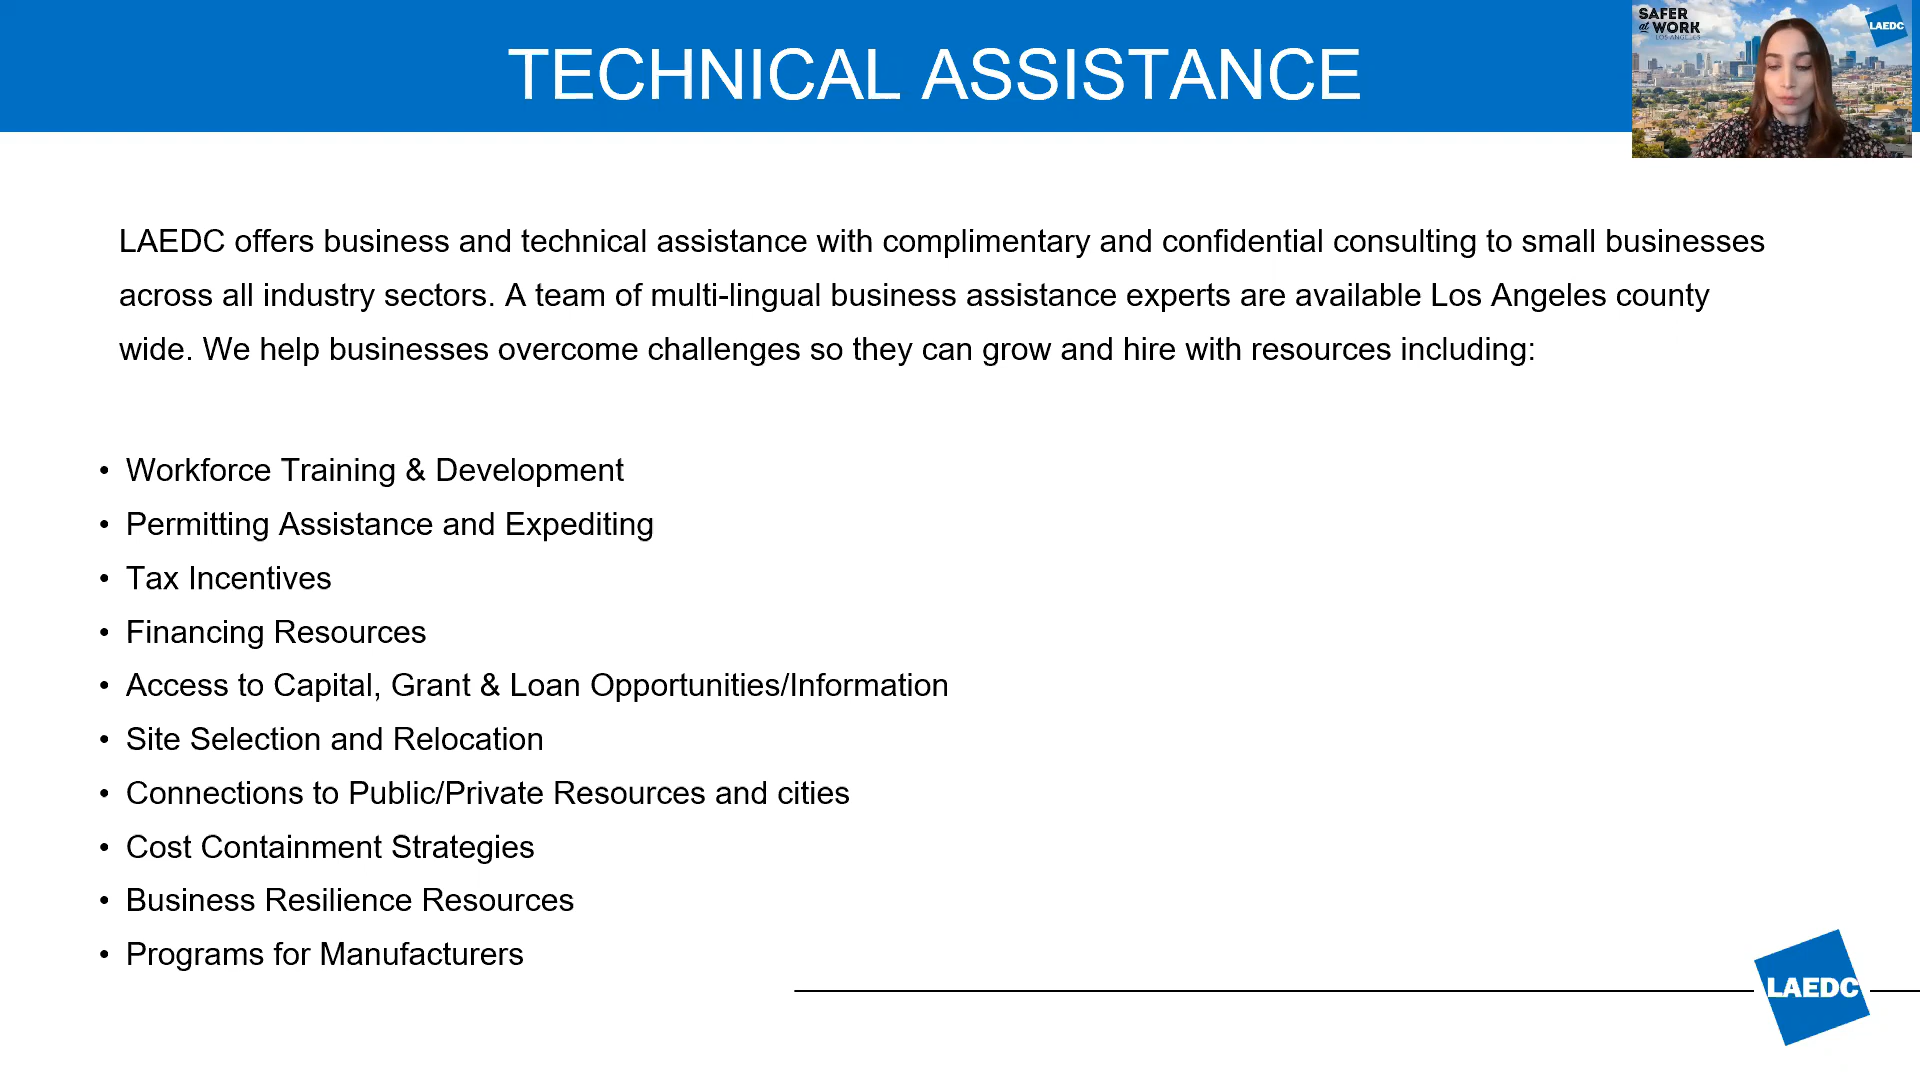 TECHNICAL ASSISTANCE
SAFER
at WORK
LOS ANGELES
LAEDC
LAEDC offers business and technical assistance with complimentary and confidential consulting to small businesses
across all industry sectors. A team of multi-lingual business assistance experts are available Los Angeles county
wide. We help businesses overcome challenges so they can grow and hire with resources including:
• Workforce Training & Development
• Permitting Assistance and Expediting
• Tax Incentives
• Financing Resources
• Access to Capital, Grant & Loan Opportunities/Information
• Site Selection and Relocation
• Connections to Public/Private Resources and cities
• Cost Containment Strategies
• Business Resilience Resources
• Programs for Manufacturers
LAEDC